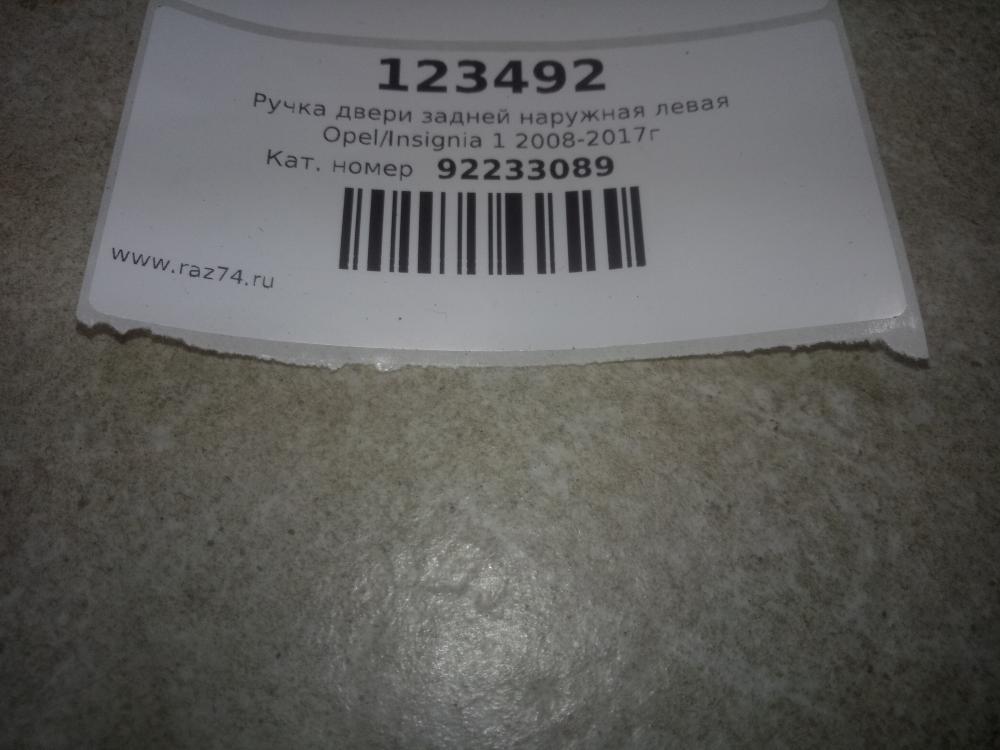 123492
Ручка двери задней наружная левая
Opel/Insignia 1 2008-2017г
Кат. номер 92233089
www.raz74.ru